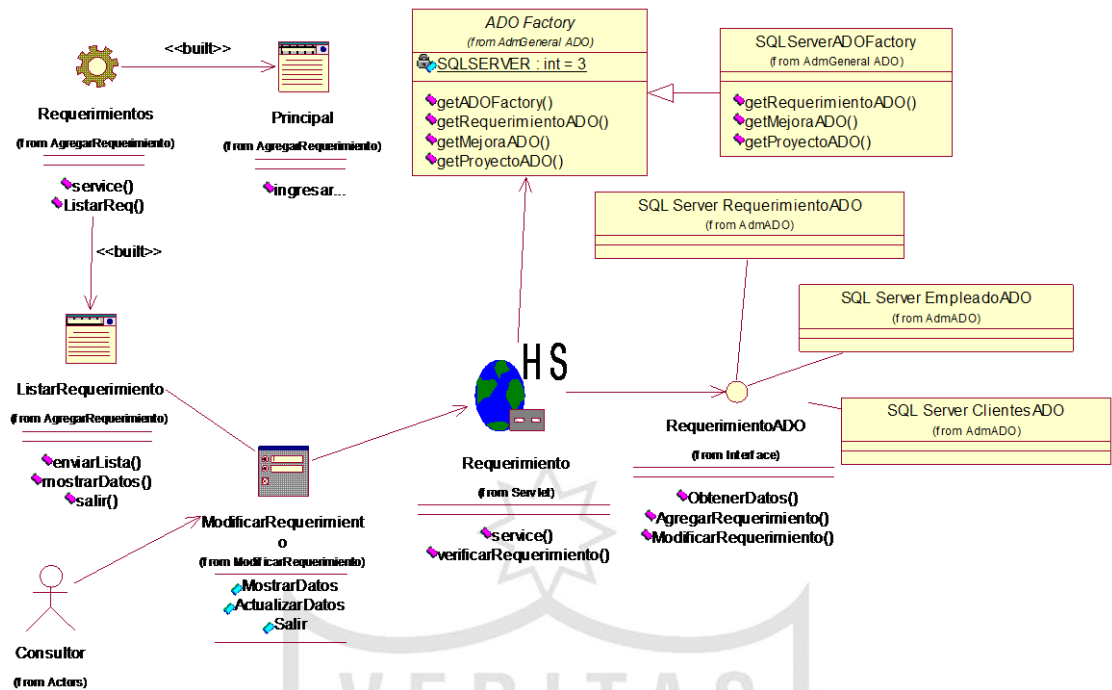 <<built>>
Requerimientos
(from AgregarRequerimiento)
service()
ListarReq()
Principal
(from AgregarRequerimiento)
ingresar...
ADO Factory
(from AdmGeneral ADO)
SQLSERVER : int = 3
getADOFactory()
getRequerimientoADO()
getMejoraADO()
getProyectoADO()
SQLServerADOFactory
(from AdmGeneral ADO)
getRequerimientoADO()
getMejoraADO()
getProyectoADO()
<<built>>
SQL Server RequerimientoADO
(from AdmADO)
SQL Server EmpleadoADO
(from AdmADO)
SQL Server ClientesADO
(from AdmADO)
ListarRequerimiento
(from AgregarRequerimiento)
enviarLista()
mostrarDatos()
salir()
HS
Requerimiento
(from Servlet)
service()
verificarRequerimiento()
RequerimientoADO
(from Interface)
ObtenerDatos()
AgregarRequerimiento()
ModificarRequerimiento()
ModificarRequerimient
o
(from ModificarRequerimiento)
MostrarDatos
ActualizarDatos
Salir
Consultor
(from Actors)
VERITAS